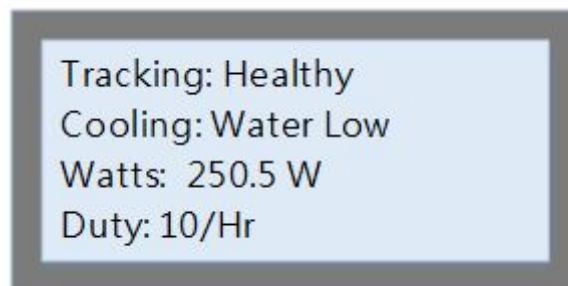 Tracking: Healthy
Cooling: Water Low
Watts:  250.5 W
Duty: 10/Hr